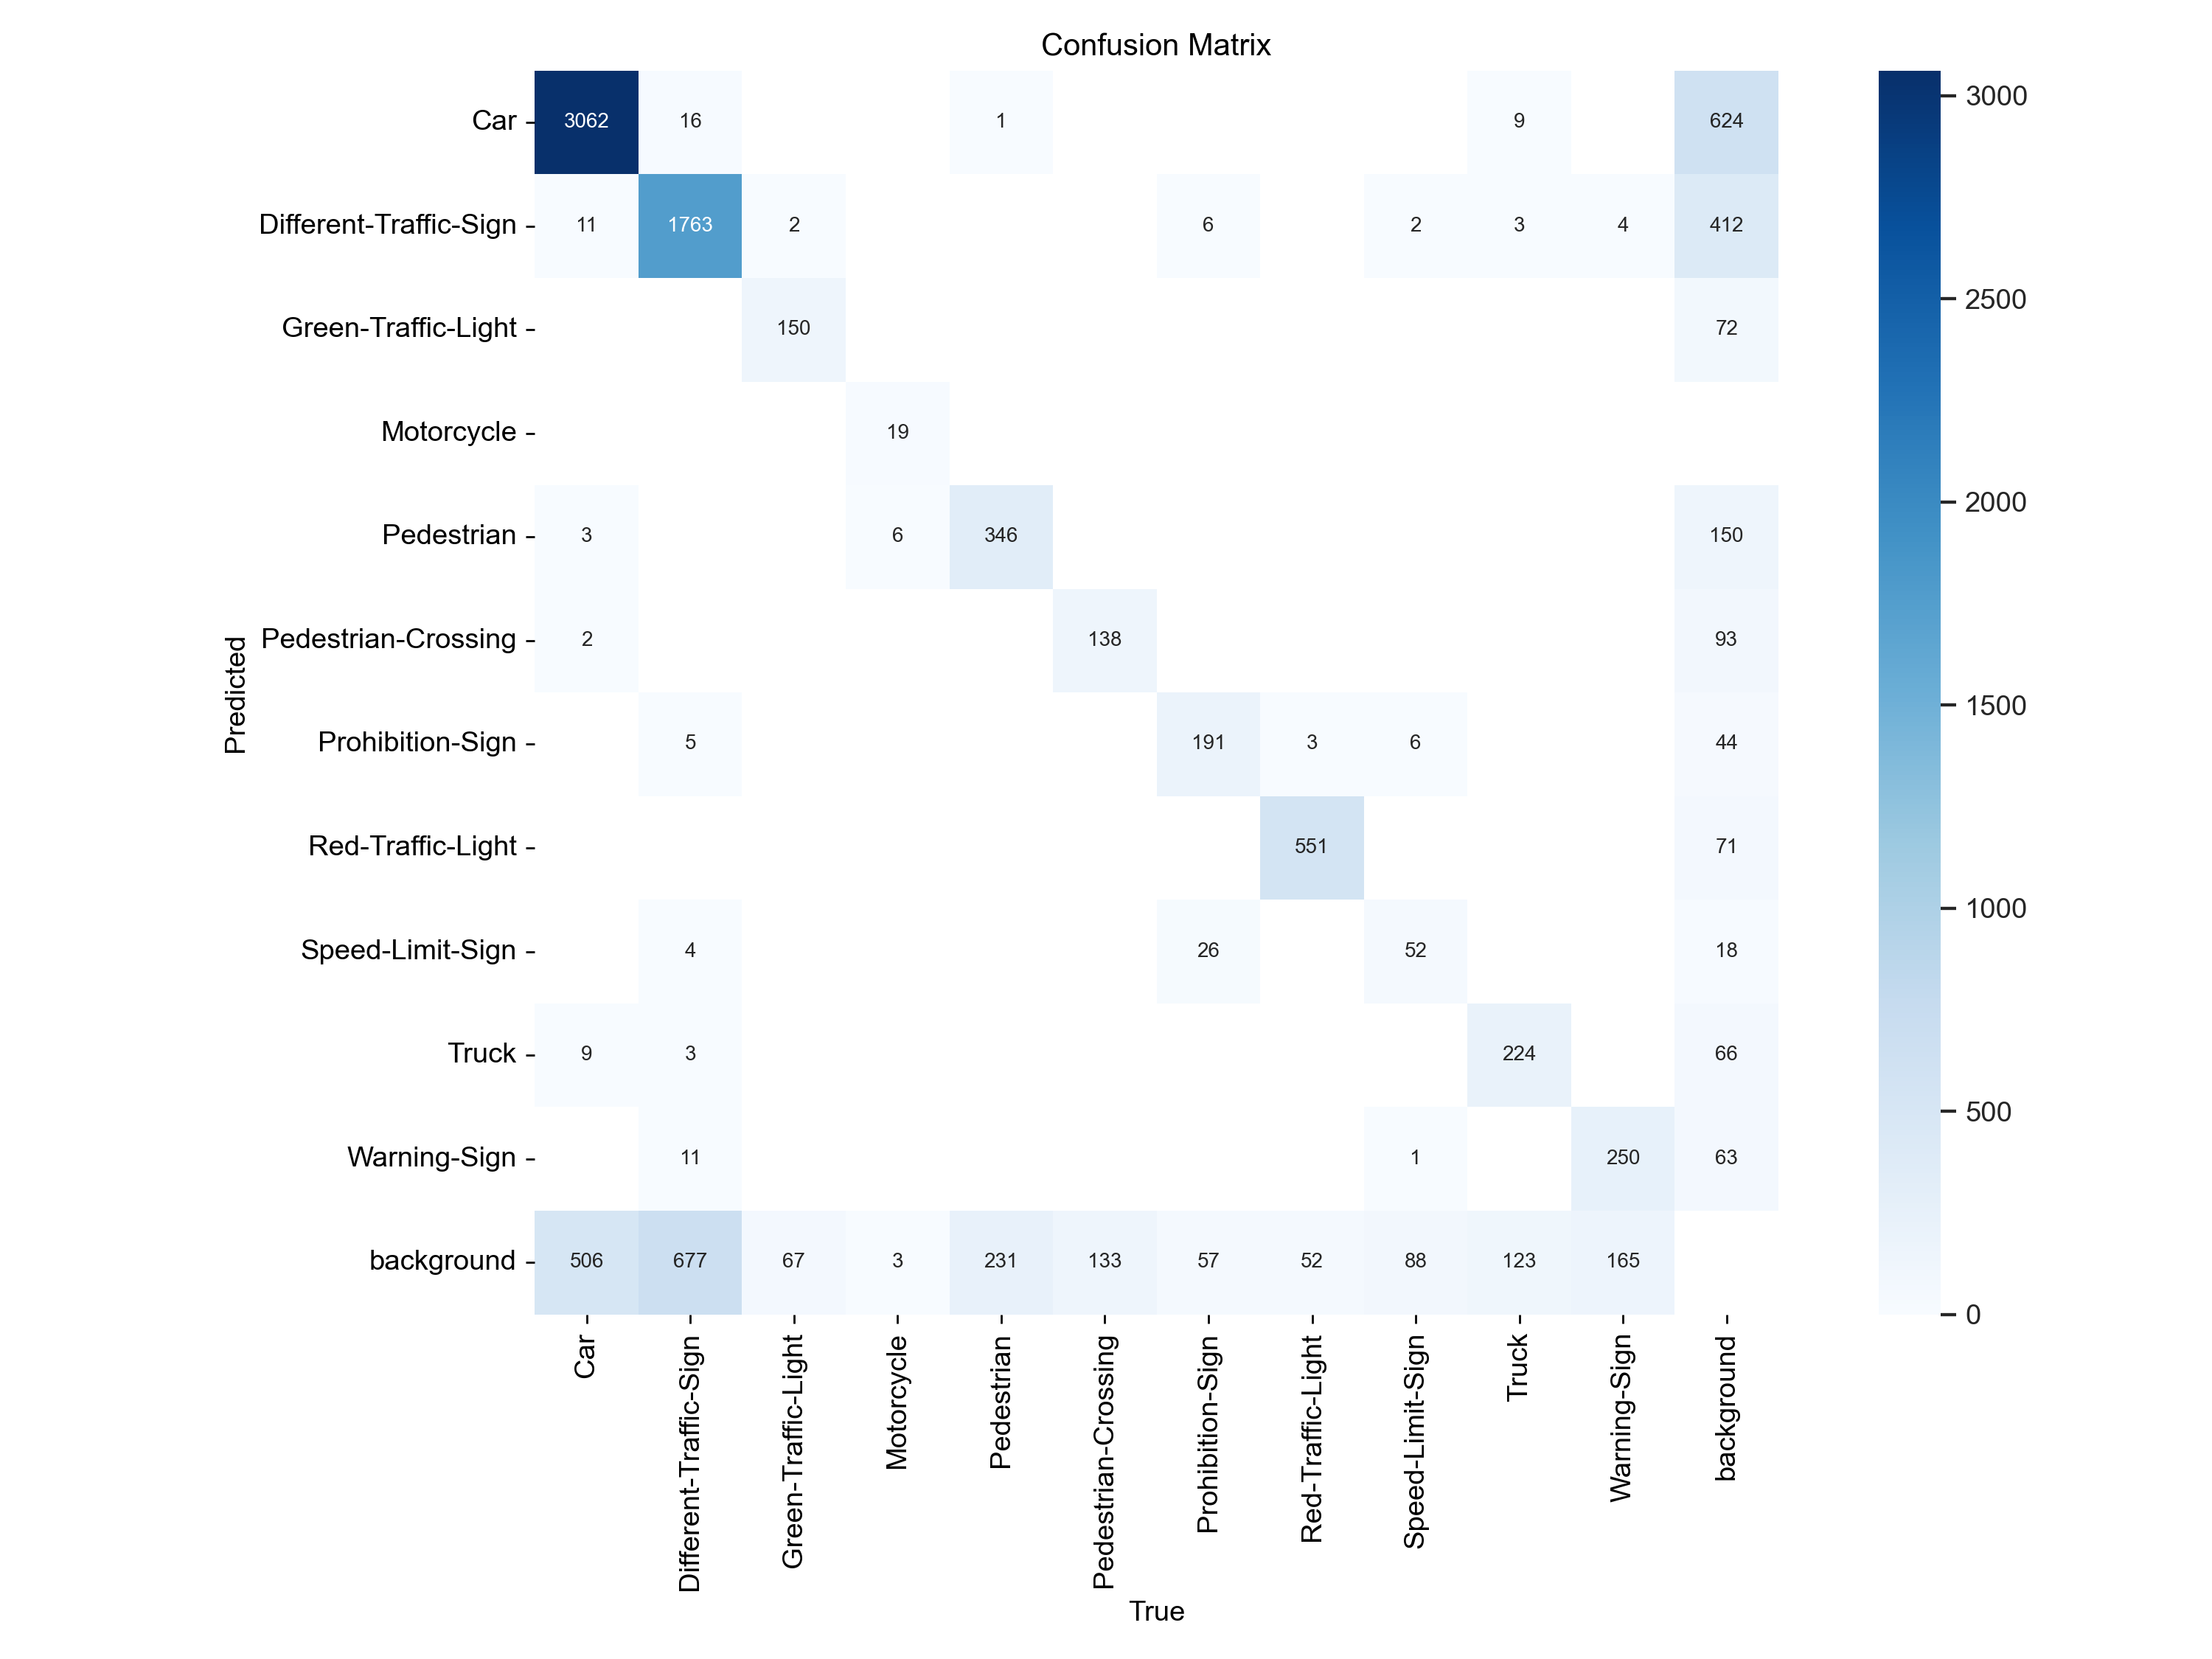 Confusion Matrix
Car 3062 16 1 9 624
Different-Traffic-Sign 11 1763 2 6 2 3 4 412
Green-Traffic-Light 150 72
Motorcycle 19
Pedestrian 3 6 346 150
Pedestrian-Crossing 2 138 93
Prohibition-Sign 5 191 3 6 44
Red-Traffic-Light 551 71
Speed-Limit-Sign 4 26 52 18
Truck 9 3 224 66
Warning-Sign 11 1 250 63
background 506 677 67 3 231 133 57 52 88 123 165
Predicted
Car
Different-Traffic-Sign
Green-Traffic-Light
Motorcycle
Pedestrian
Pedestrian-Crossing
Prohibition-Sign
Red-Traffic-Light
Speed-Limit-Sign
Truck
Warning-Sign
background
True
3000
2500
2000
1500
1000
500
0